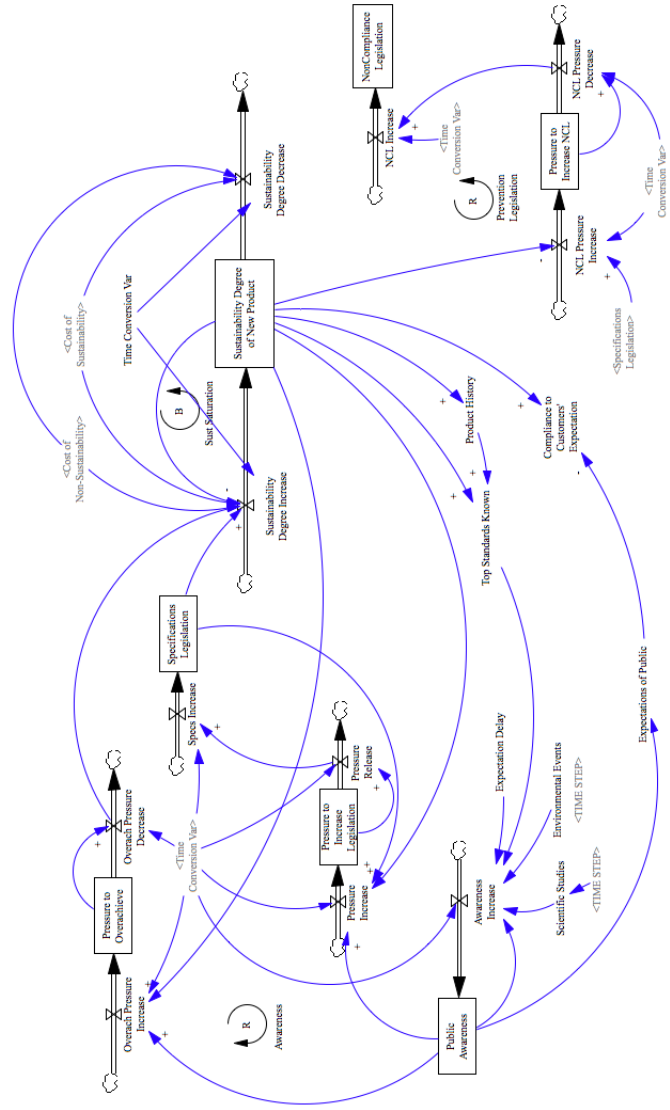 <Cost of
Non-Sustainability>
<Cost of
Sustainability>
Time Conversion Var
Pressure to
Overachieve
Overach Pressure
Increase
Overach Pressure
Decrease
+
+
+
<Time
Conversion Var>
R
Awareness
Specs Increase
+
Specifications
Legislation
+
-
Sustainability
Degree Increase
B
Sust Saturation
Sustainability Degree
of New Product
Sustainability
Degree Decrease
Pressure
Increase
+
+
+
Pressure to
Increase
Legislation
Pressure
Release
+
Public
Awareness
Awareness
Increase
Expectation Delay
Environmental Events
<TIME STEP>
Scientific Studies
<TIME STEP>
Top Standards Known
+
+
Product History
+
Expectations of Public
Compliance to
Customers'
Expectation
+
-
NCL Increase
+
NonCompliance
Legislation
<Time
Conversion Var>
R
Prevention
Legislation
NCL Pressure
Increase
-
+
Pressure to
Increase NCL
NCL Pressure
Decrease
+
<Specifications
Legislation>
<Time
Conversion Var>